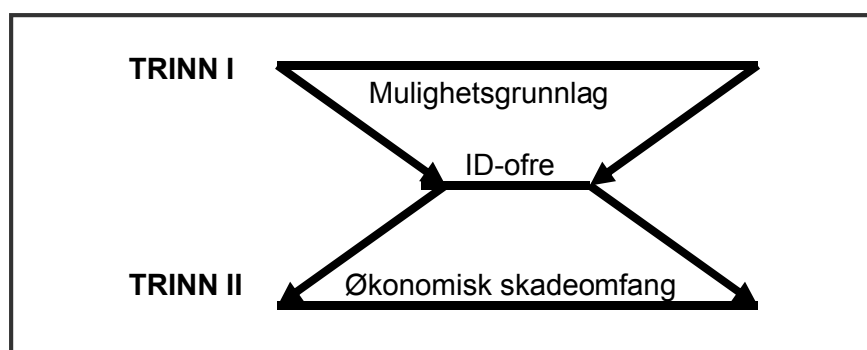 TRINN I
Mulighetsgrunnlag
ID-ofre
TRINN II
Økonomisk skadeomfang